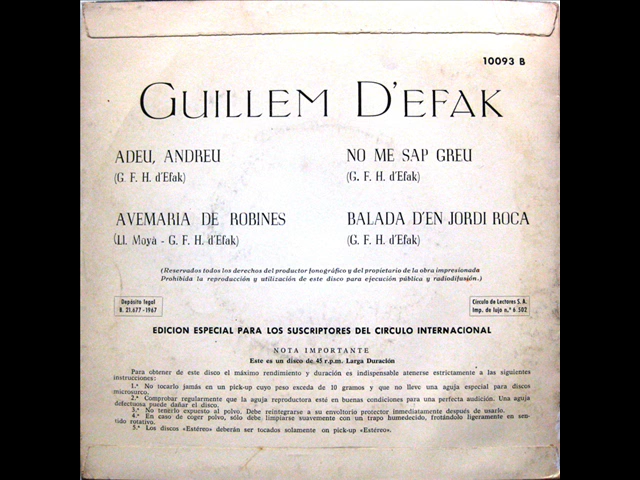 10093 B
GUILLEM D'EFAK
ADEU, ANDREU
(G. F. H. d'Efak)
NO ME SAP GREU
(G. F. H. d'Efak)
AVEMARIA DE ROBINES
(Ll. Moyà - G. F. H. d'Efak)
BALADA D'EN JORDI ROCA
(G. F. H. d'Efak)
(Reservados todos los derechos del productor fonográfico y del propietario de la obra impresionada
Prohibida la reproducción y utilización de este disco para ejecución pública y radiodifusión.)
Depósito legal
B. 21.677 - 1967
Círculo de Lectores S. A.
Imp. de lujo n.º 6.502
EDICION ESPECIAL PARA LOS SUSCRIPTORES DEL CIRCULO INTERNACIONAL
NOTA IMPORTANTE
Este es un disco de 45 r.p.m. Larga Duración
Para obtener de este disco el máximo rendimiento y duración es indispensable atenerse estrictamente a las siguientes
instrucciones:
1.ª No tocarlo jamás en un pick-up cuyo peso exceda de 10 gramos y que no lleve una aguja especial para discos
microsurco.
2.ª Comprobar regularmente que la aguja reproductora esté en buenas condiciones para una perfecta audición. Una aguja
defectuosa puede dañar el disco.
3.ª No tenerlo expuesto al polvo. Debe reintegrarse a su envoltorio protector inmediatamente después de usarlo.
4.ª En caso de coger polvo, sólo debe limpiarse suavemente con un trapo humedecido, frotándolo ligeramente en sen-
tido rotativo.
5.ª Los discos «Estéreo» deberán ser tocados solamente en pick-up «Estéreo».